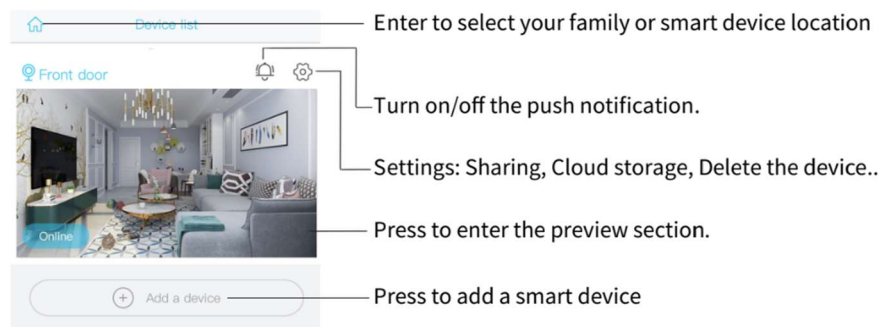 Device list
Enter to select your family or smart device location
Front door
Turn on/off the push notification.
Settings: Sharing, Cloud storage, Delete the device..
Online
Press to enter the preview section.
Add a device
Press to add a smart device